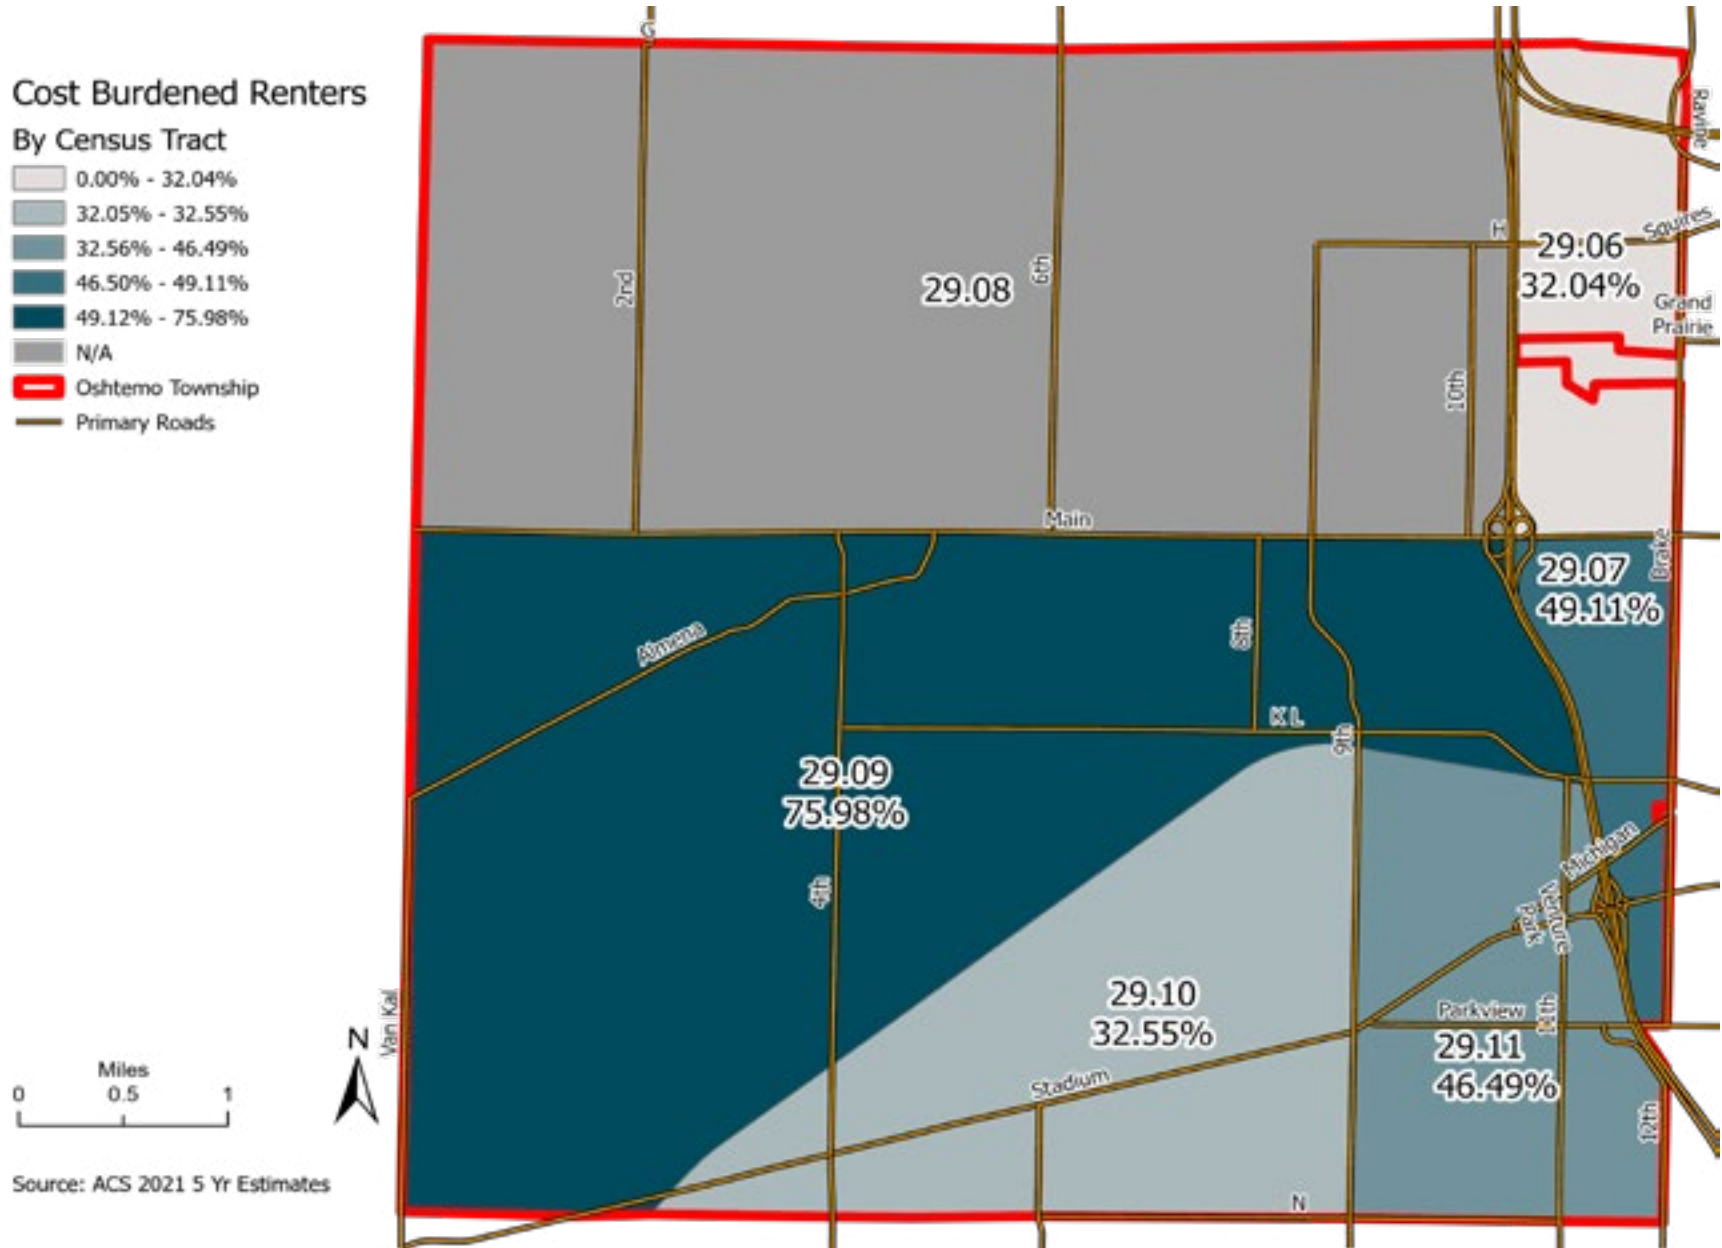 Cost Burdened Renters
By Census Tract
0.00% - 32.04%
32.05% - 32.55%
32.56% - 46.49%
46.50% - 49.11%
49.12% - 75.98%
N/A
Oshtemo Township
Primary Roads
G
Ravine
H
Squires
29.06
32.04%
2nd
6th
29.08
Grand
Prairie
10th
Main
Drake
29.07
49.11%
Almena
8th
K L
9th
29.09
75.98%
Michigan
4th
Venture
Park
29.10
32.55%
Parkview
11th
29.11
46.49%
Van Kal
Stadium
12th
N
N
Miles
0 0.5 1
Source: ACS 2021 5 Yr Estimates